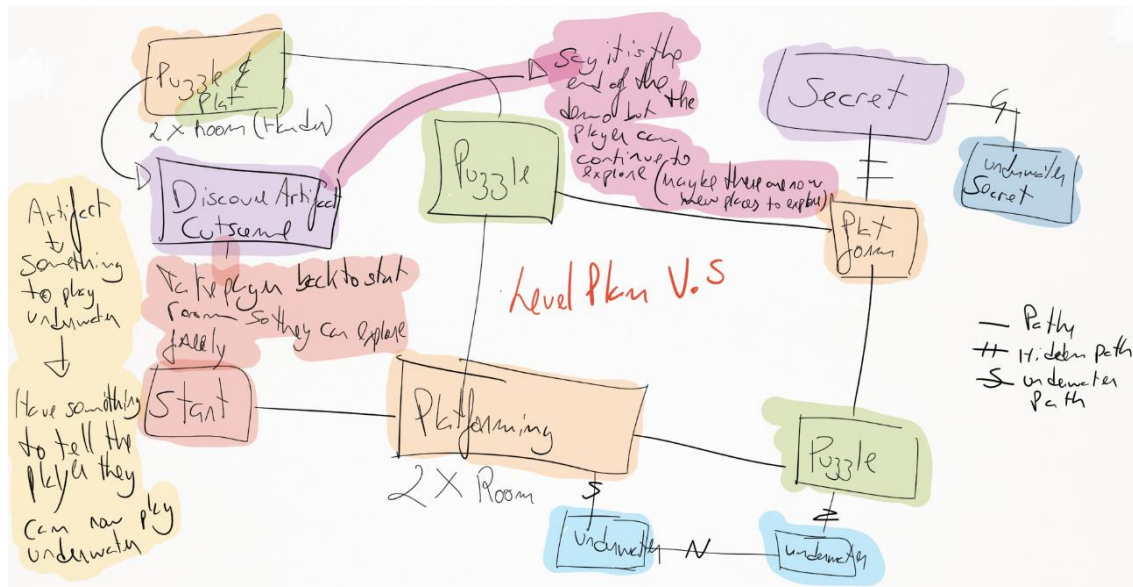 Puzzle &
Plat
2 X Room (Harder)
Say it is the
end of the
demo but the
player can
continue to
explore (maybe there are now
new places to explore)
Secret
underwater
Secret
Puzzle
Discover Artifact
Cutscene
Plat
form
Artifact
Something
to play
underwater
Have something
to tell the
player they
can now play
underwater
Take player back to start
room so they can explore
freely
Level Plan V.S
Paths
Hidden path
underwater
path
Start
Platforming
2 X Room
Puzzle
underwater
underwater